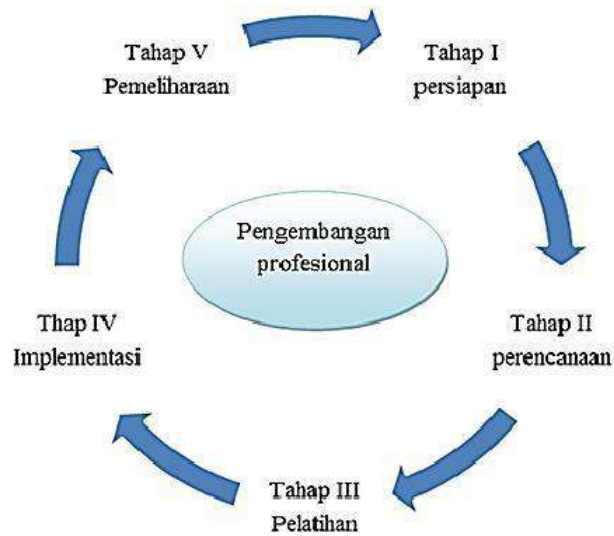 Tahap V
Pemeliharaan
Tahap I
persiapan
Pengembangan
profesional
Thap IV
Implementasi
Tahap II
perencanaan
Tahap III
Pelatihan